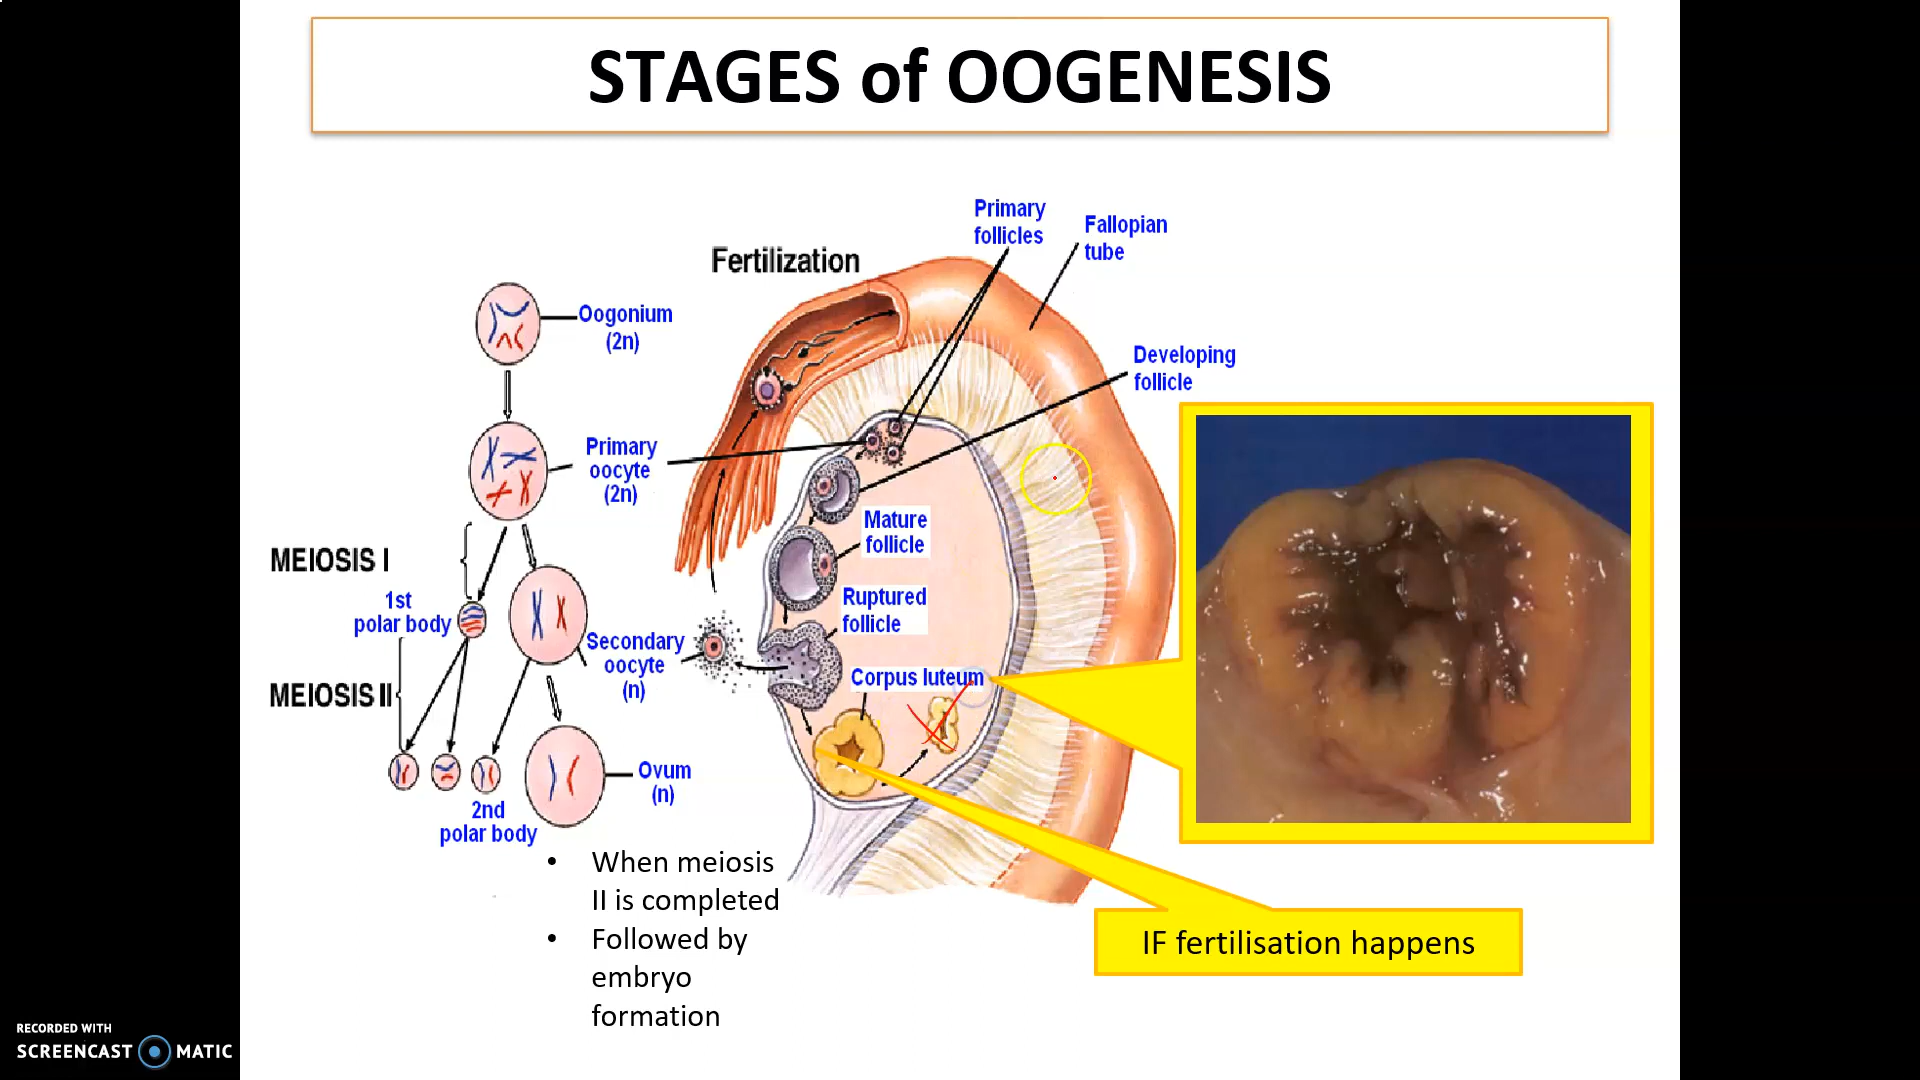 STAGES of OOGENESIS
Primary
follicles
Fallopian
tube
Fertilization
Oogonium
(2n)
Developing
follicle
Primary
oocyte
(2n)
Mature
follicle
MEIOSIS I
1st
polar body
Ruptured
follicle
Secondary
oocyte
(n)
Corpus luteum
MEIOSIS II
Ovum
(n)
2nd
polar body
• When meiosis
II is completed
• Followed by
embryo
formation
IF fertilisation happens
RECORDED WITH
SCREENCAST MATIC